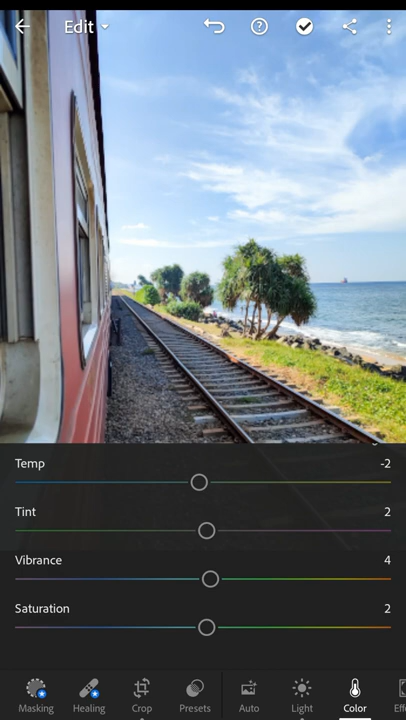 Edit
Temp -2
Tint 2
Vibrance 4
Saturation 2
Masking Healing Crop Presets Auto Light Color